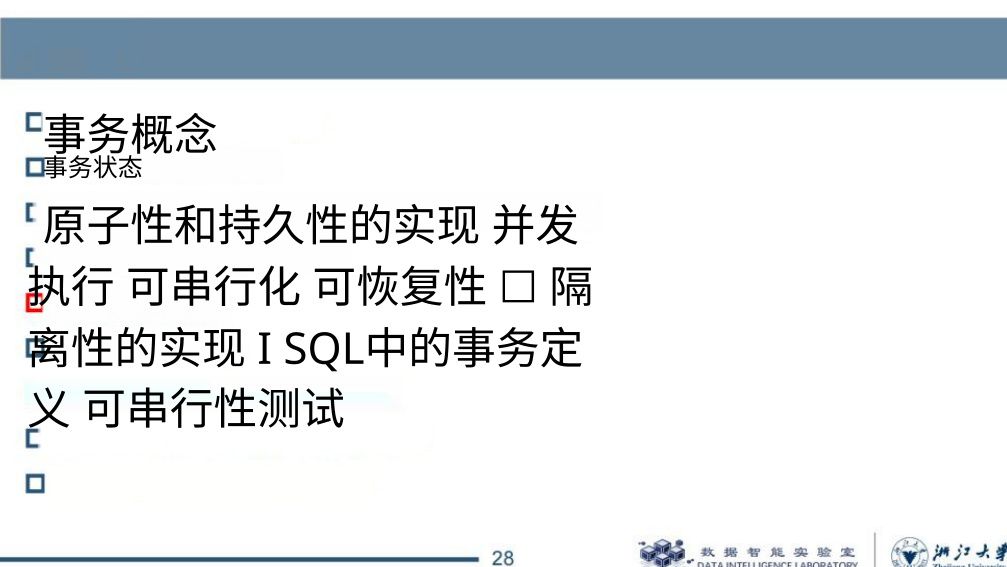 事务概念
事务状态
原子性和持久性的实现 并发
执行 可串行化 可恢复性 □ 隔
离性的实现 I SQL中的事务定
义 可串行性测试
28
数据智能实验室
DATA INTELLIGENCE LABORATORY
浙江大学
Zhejiang University